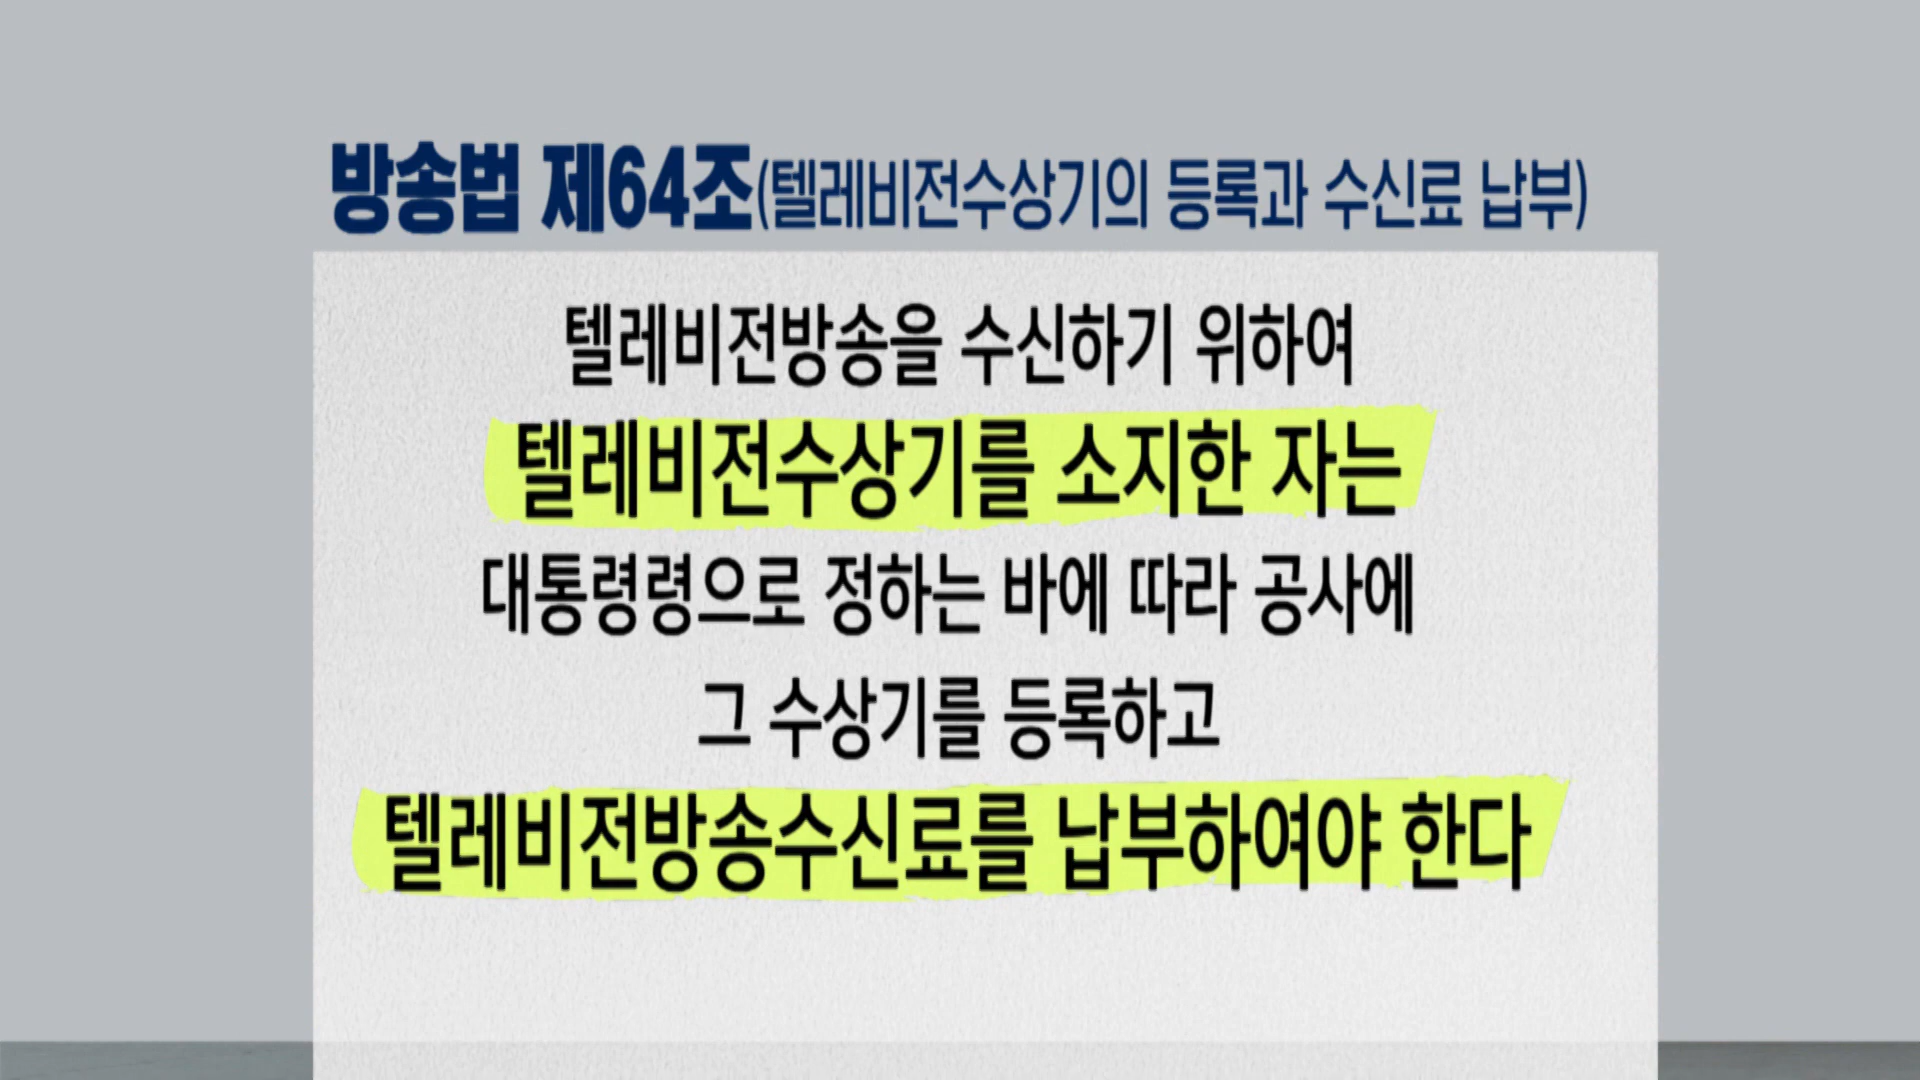 방송법 제64조(텔레비전수상기의 등록과 수신료 납부)
텔레비전방송을 수신하기 위하여
텔레비전수상기를 소지한 자는
대통령령으로 정하는 바에 따라 공사에
그 수상기를 등록하고
텔레비전방송수신료를 납부하여야 한다